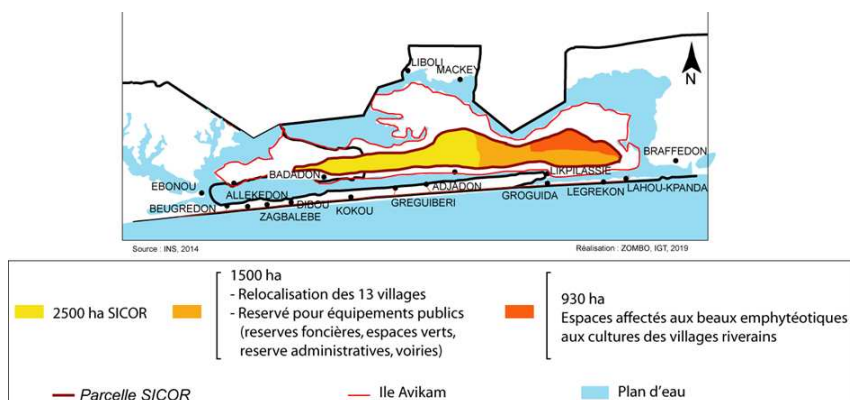 LIBOLI
MACKEY
N
BRAFFEDON
BADADON
LIKPILASSIE
EBONOU
ALLEKEDON
ADJADON
LAHOU-KPANDA
BEUGREDON
DIBOU
GREGUIBERI
GROGUIDA
LEGREKON
ZAGBALEBE
KOKOU
Source : INS, 2014
Réalisation : ZOMBO, IGT, 2019
2500 ha SICOR
1500 ha
- Relocalisation des 13 villages
- Reservé pour équipements publics
(reserves foncières, espaces verts,
reserve administratives, voiries)
930 ha
Espaces affectés aux beaux emphytéotiques
aux cultures des villages riverains
Parcelle SICOR
Ile Avikam
Plan d'eau